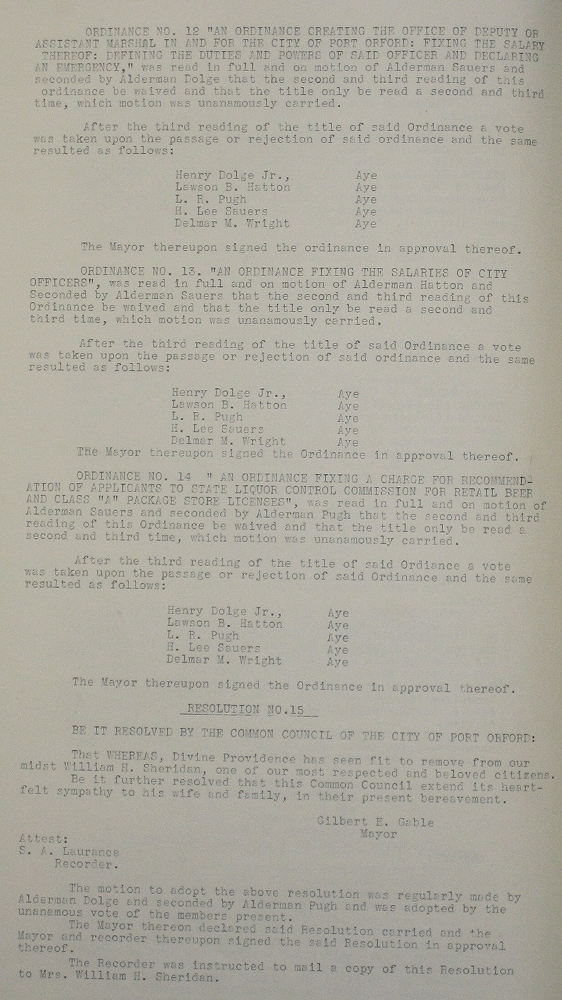 ORDINANCE NO. 12 "AN ORDINANCE CREATING THE OFFICE OF DEPUTY OR
ASSISTANT MARSHAL IN AND FOR THE CITY OF PORT ORFORD: FIXING THE SALARY
THEREOF: DEFINING THE DUTIES AND POWERS OF SAID OFFICER AND DECLARING
AN EMERGENCY," was read in full and on motion of Alderman Sauers and
seconded by Alderman Dolge that the second and third reading of this
ordinance be waived and that the title only be read a second and third
time, which motion was unanamously carried.
After the third reading of the title of said Ordinance a vote
was taken upon the passage or rejection of said ordinance and the same
resulted as follows:
Henry Dolge Jr., Aye
Lawson B. Hatton Aye
L. R. Pugh Aye
H. Lee Sauers Aye
Delmar M. Wright Aye
The Mayor thereupon signed the ordinance in approval thereof.
ORDINANCE NO. 13. "AN ORDINANCE FIXING THE SALARIES OF CITY
OFFICERS", was read in full and on motion of Alderman Hatton and
Seconded by Alderman Sauers that the second and third reading of this
Ordinance be waived and that the title only be read a second and
third time, which motion was unanamously carried.
After the third reading of the title of said Ordinance a vote
was taken upon the passage or rejection of said ordinance and the same
resulted as follows:
Henry Dolge Jr., Aye
Lawson B. Hatton Aye
L. R. Pugh Aye
H. Lee Sauers Aye
Delmar M. Wright Aye
The Mayor thereupon signed the Ordinance in approval thereof.
ORDINANCE NO. 14 " AN ORDINANCE FIXING A CHARGE FOR RECOMMEND-
ATION OF APPLICANTS TO STATE LIQUOR CONTROL COMMISSION FOR RETAIL BEER
AND CLASS "A" PACKAGE STORE LICENSES", was read in full and on motion of
Alderman Sauers and seconded by Alderman Pugh that the second and third
reading of this Ordinance be waived and that the title only be read a
second and third time, which motion was unanamously carried.
After the third reading of the title of said Ordiance a vote
was taken upon the passage or rejection of said Ordinance and the same
resulted as follows:
Henry Dolge Jr., Aye
Lawson B. Hatton Aye
L. R. Pugh Aye
H. Lee Sauers Aye
Delmar M. Wright Aye
The Mayor thereupon signed the Ordinance in approval thereof.
RESOLUTION NO.15
BE IT RESOLVED BY THE COMMON COUNCIL OF THE CITY OF PORT ORFORD:
That WHEREAS, Divine Providence has seen fit to remove from our
midst William H. Sheridan, one of our most respected and beloved citizens.
Be it further resolved that this Common Council extend its heart-
felt sympathy to his wife and family, in their present bereavement.
Gilbert E. Gable
Mayor
Attest:
S. A. Laurance
Recorder.
The motion to adopt the above resolution was regularly made by
Alderman Dolge and seconded by Alderman Pugh and was adopted by the
unanamous vote of the members present.
The Mayor thereon declared said Resolution carried and the
Mayor and recorder thereupon signed the said Resolution in approval
thereof.
The Recorder was instructed to mail a copy of this Resolution
to Mrs. William H. Sheridan.